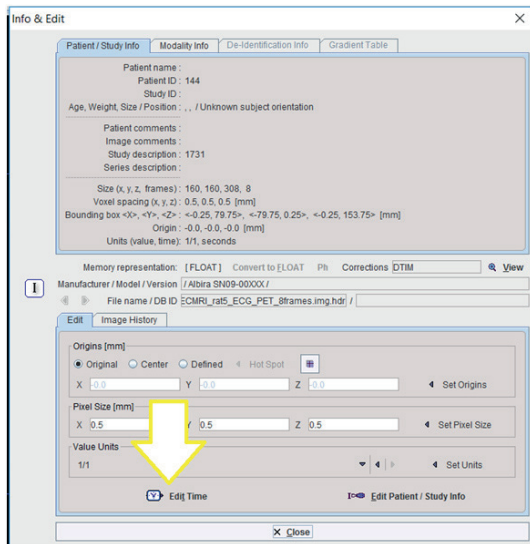 Info & Edit
Patient / Study Info Modality Info De-Identification Info Gradient Table
Patient name :
Patient ID : 144
Study ID :
Age, Weight, Size / Position : , , / Unknown subject orientation
Patient comments :
Image comments :
Study description : 1731
Series description :
Size (x, y, z, frames) : 160, 160, 308, 8
Voxel spacing (x, y, z) : 0.5, 0.5, 0.5 [mm]
Bounding box <X>, <Y>, <Z> : <-0.25, 79.75>, <-79.75, 0.25>, <-0.25, 153.75> [mm]
Origin : -0.0, -0.0, -0.0 [mm]
Units (value, time): 1/1, seconds
Memory representation: [ FLOAT ] Convert to FLOAT Ph Corrections DTIM View
Manufacturer / Model / Version / Albira SN09-00XXX /
File name / DB ID ECMRI_rat5_ECG_PET_8frames.img.hdr /
Edit Image History
Origins [mm]
Original Center Defined Hot Spot
X -0.0 Y -0.0 Z -0.0 Set Origins
Pixel Size [mm]
X 0.5 Y 0.5 Z 0.5 Set Pixel Size
Value Units
1/1 Set Units
Edit Time Edit Patient / Study Info
X Close